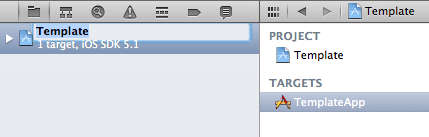 Template
1 target, iOS SDK 5.1
Template
PROJECT
Template
TARGETS
TemplateApp